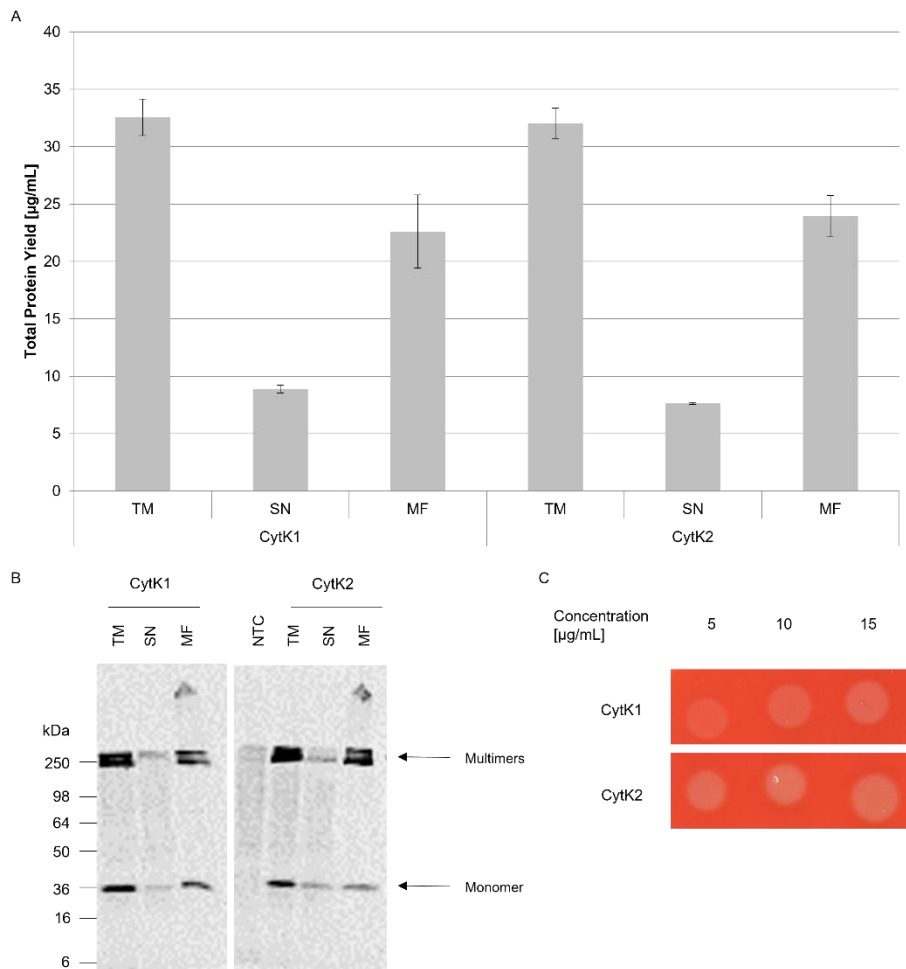 A
40
35
30
25
20
15
10
5
0
Total Protein Yield [µg/mL]
TM SN MF TM SN MF
CytK1 CytK2
B
CytK1 CytK2
TM SN MF NTC TM SN MF
kDa
250
98
64
50
36
16
6
Multimers
Monomer
C
Concentration
[µg/mL] 5 10 15
CytK1
CytK2